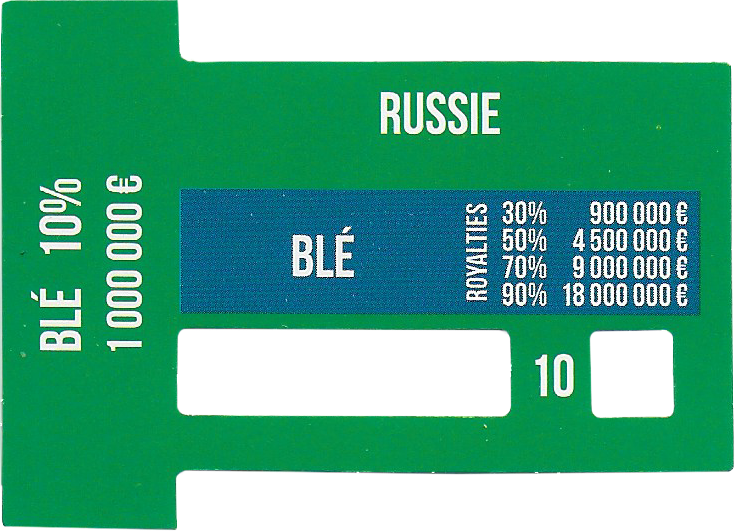 BLÉ 10%
1 000 000 €
RUSSIE
BLÉ
ROYALTIES
30% 900 000 €
50% 4 500 000 €
70% 9 000 000 €
90% 18 000 000 €
10